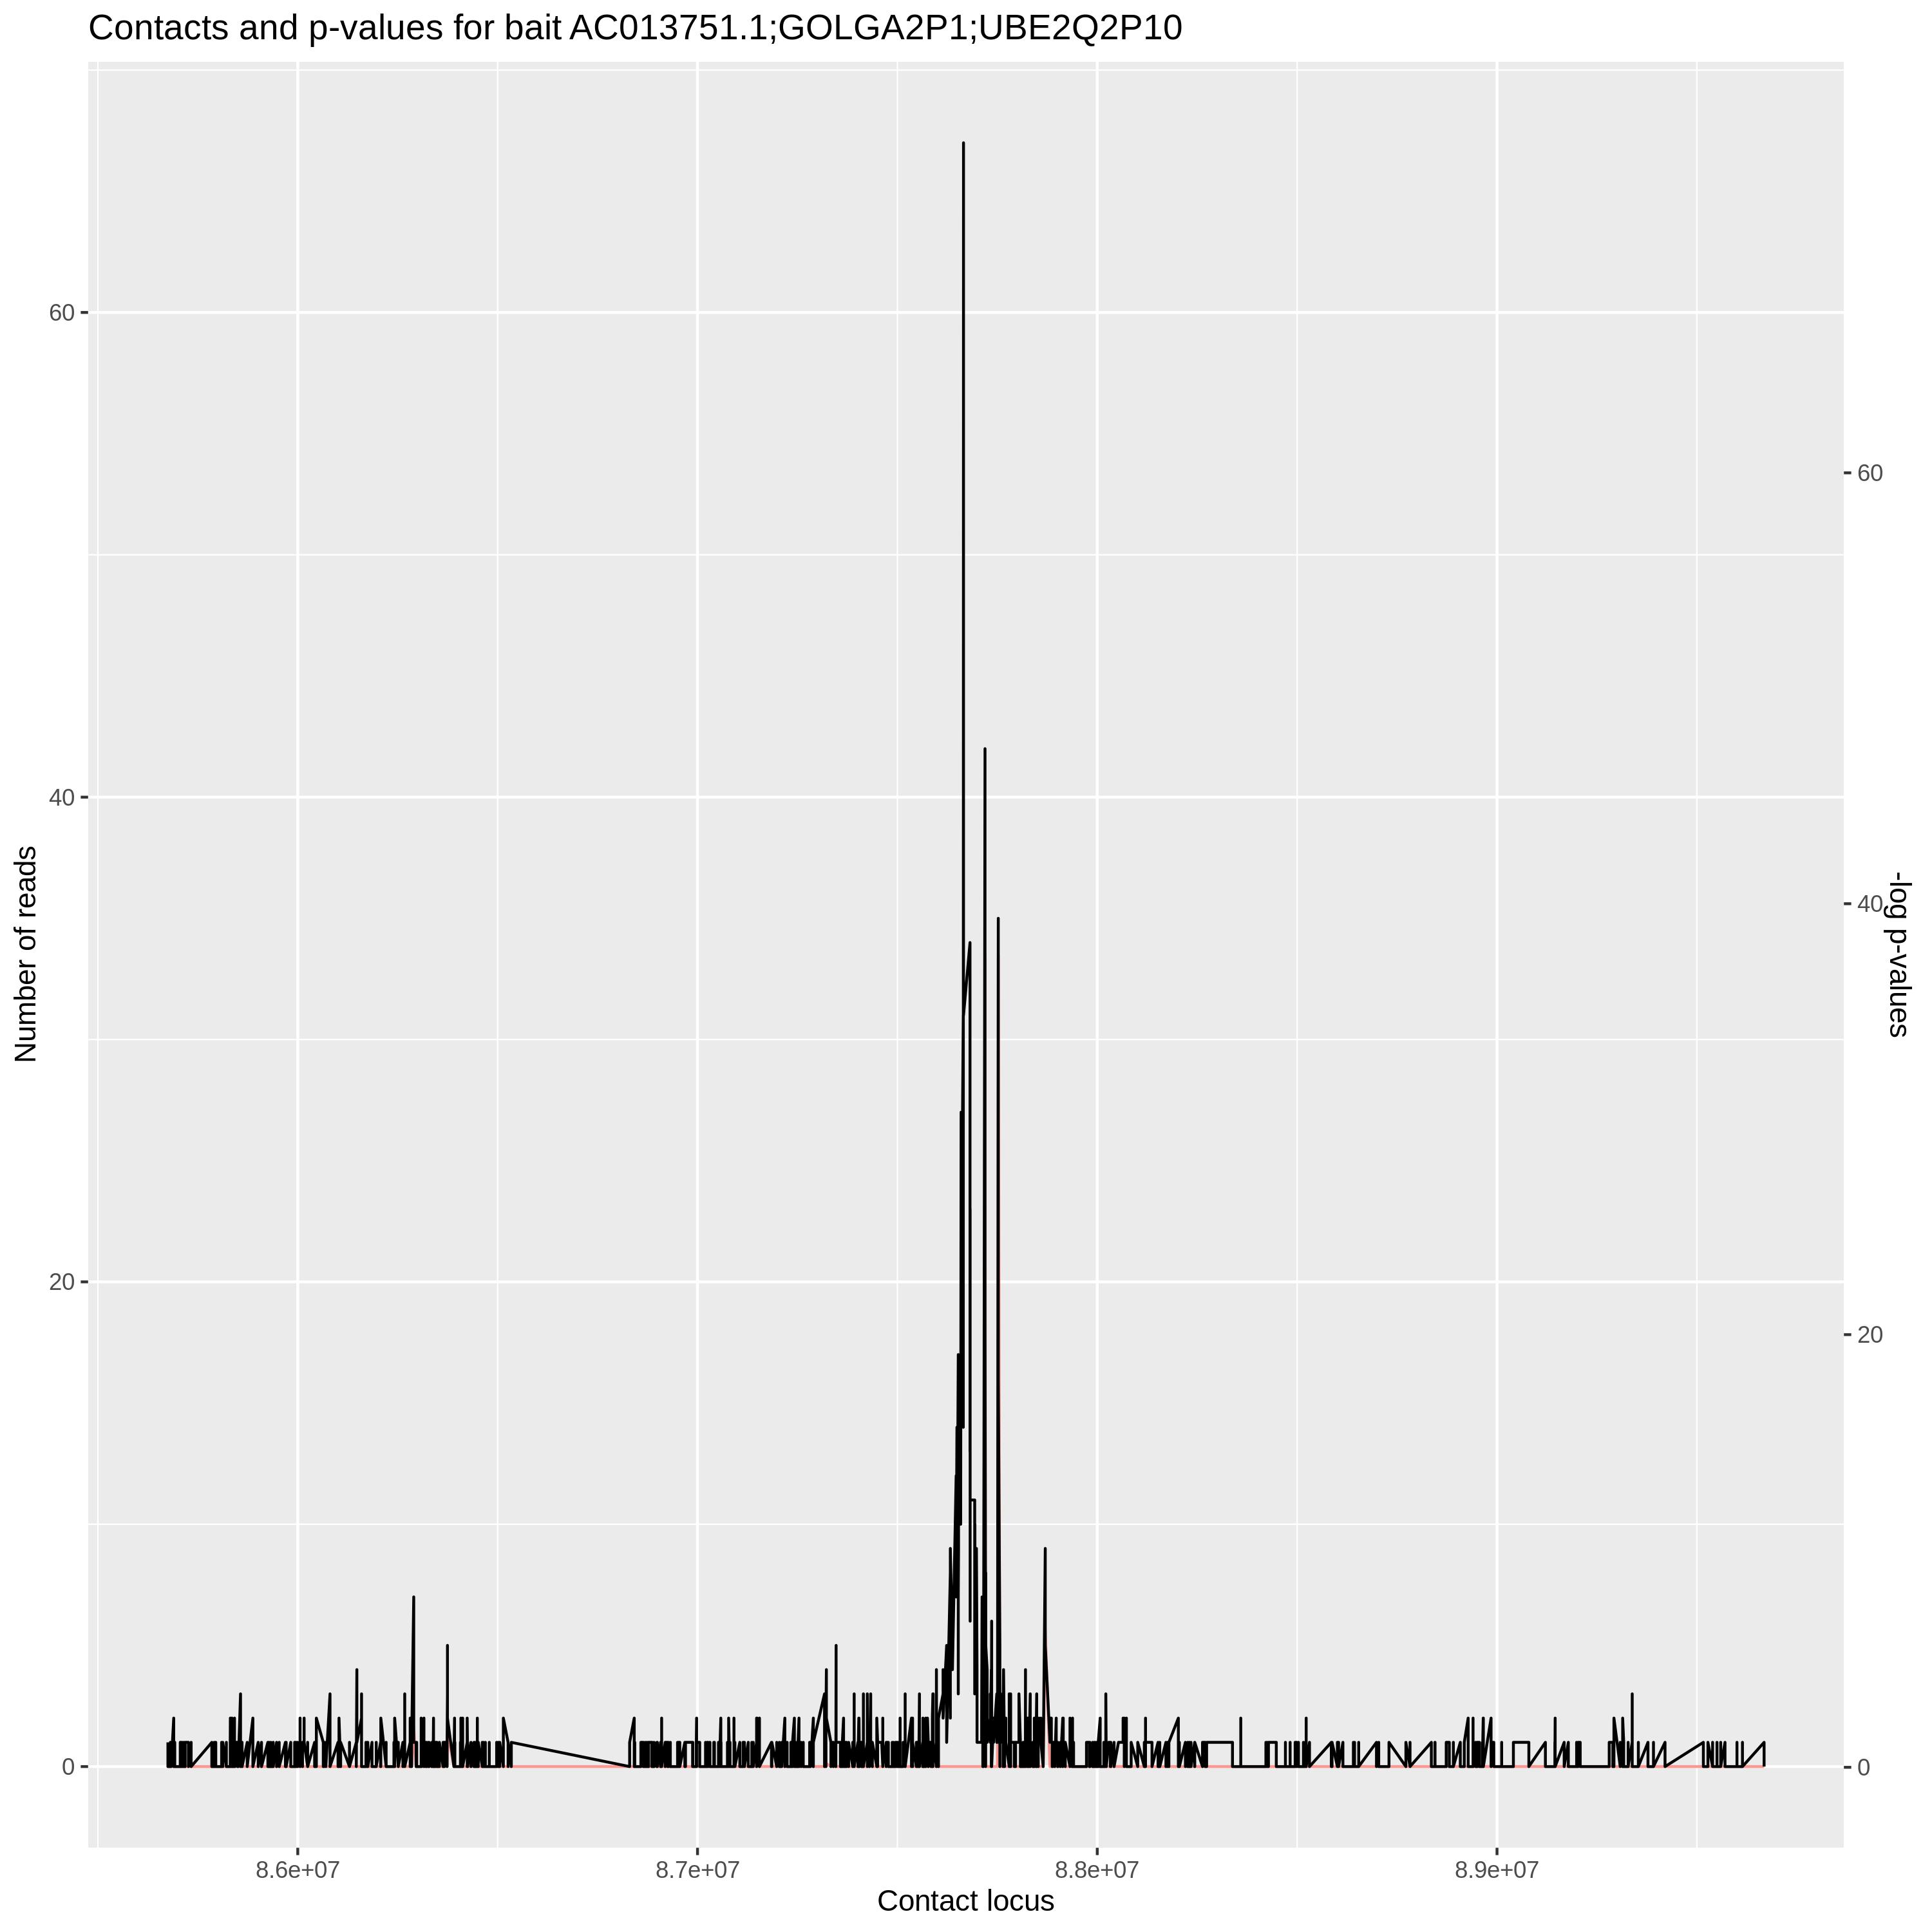 Contacts and p-values for bait AC013751.1;GOLGA2P1;UBE2Q2P10
60
40
20
0
Number of reads
60
40
20
0
-log p-values
8.6e+07 8.7e+07 8.8e+07 8.9e+07
Contact locus